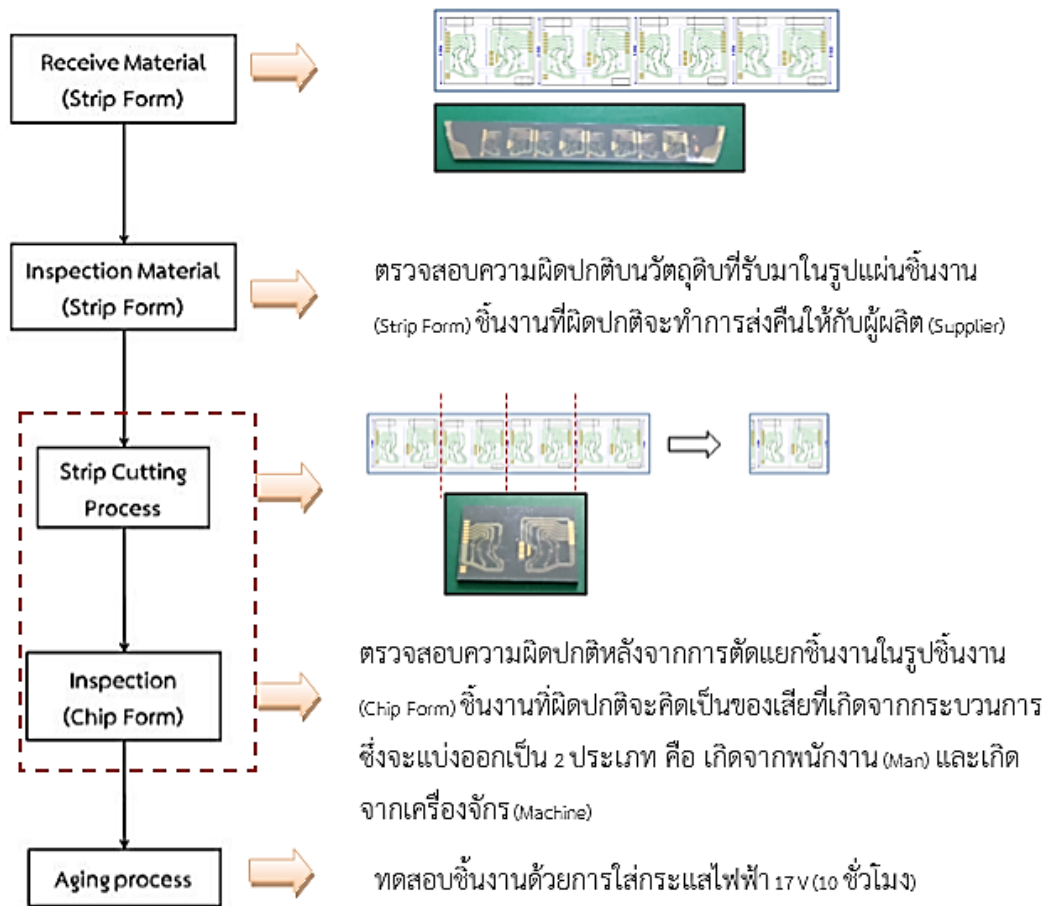 Receive Material
(Strip Form)
Inspection Material
(Strip Form)
ตรวจสอบความผิดปกติบนวัตถุดิบที่รับมาในรูปแผ่นชิ้นงาน
(Strip Form) ชิ้นงานที่ผิดปกติจะทำการส่งคืนให้กับผู้ผลิต (Supplier)
Strip Cutting
Process
Inspection
(Chip Form)
ตรวจสอบความผิดปกติหลังจากการตัดแยกชิ้นงานในรูปชิ้นงาน
(Chip Form) ชิ้นงานที่ผิดปกติจะคิดเป็นของเสียที่เกิดจากกระบวนการ
ซึ่งจะแบ่งออกเป็น 2 ประเภท คือ เกิดจากพนักงาน (Man) และเกิด
จากเครื่องจักร (Machine)
Aging process
ทดสอบชิ้นงานด้วยการใส่กระแสไฟฟ้า 17 V (10 ชั่วโมง)